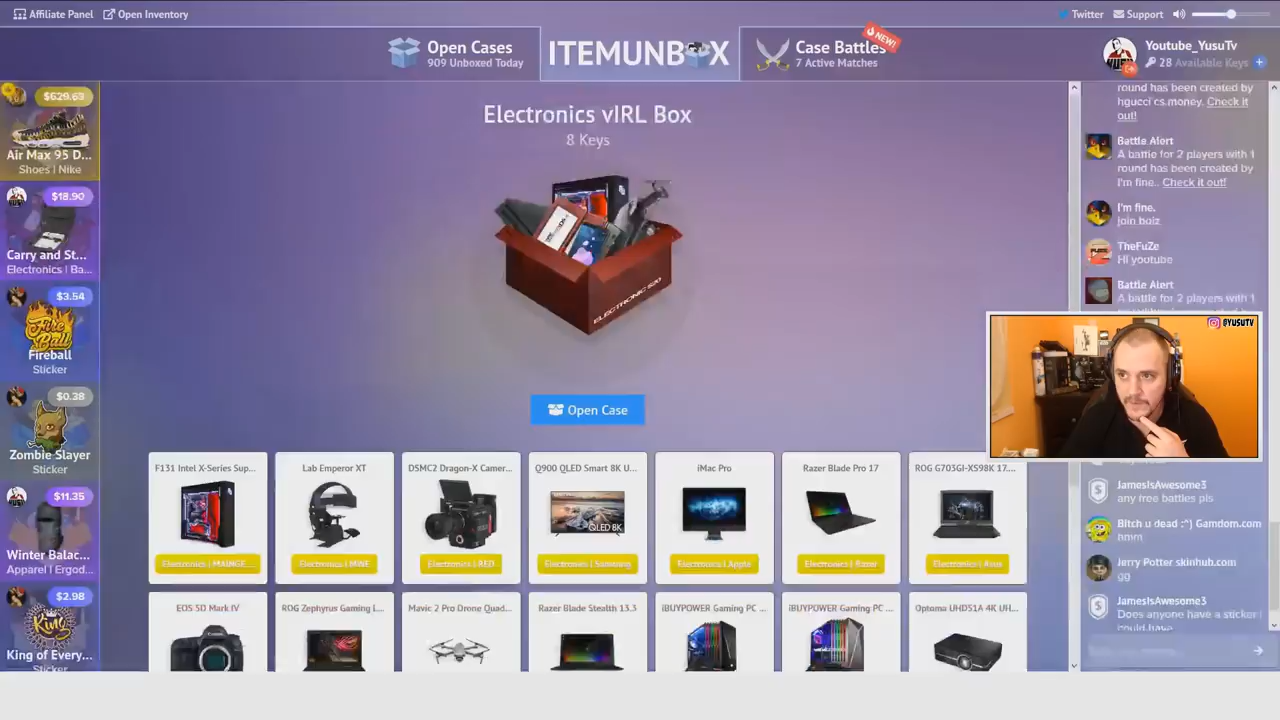 Affiliate Panel
Open Inventory
Twitter
Support
Open Cases
909 Unboxed Today
ITEMUNBOX
Case Battles
NEW!
7 Active Matches
Youtube_YusuTv
28 Available Keys
$629.63
Air Max 95 D...
Shoes | Nike
$18.90
Carry and St...
Electronics | Ba...
$3.54
Fireball
Sticker
$0.38
Zombie Slayer
Sticker
$11.35
Winter Balac...
Apparel | Ergod...
$2.98
King of Every...
Sticker
Electronics vIRL Box
8 Keys
ELECTRONIC 520
Open Case
F131 Intel X-Series Sup...
Electronics | MAINGE...
Lab Emperor XT
Electronics | MWE
DSMC2 Dragon-X Camer...
Electronics | RED
Q900 QLED Smart 8K U...
QLED 8K
Electronics | Samsung
iMac Pro
Electronics | Apple
Razer Blade Pro 17
Electronics | Razer
ROG G703GI-XS98K 17....
Electronics | Asus
EOS 5D Mark IV
ROG Zephyrus Gaming L...
Mavic 2 Pro Drone Quad...
Razer Blade Stealth 13.3
iBUYPOWER Gaming PC ...
iBUYPOWER Gaming PC ...
Optoma UHD51A 4K UH...
round has been created by
hgucci cs.money. Check it
out!
Battle Alert
A battle for 2 players with 1
round has been created by
I'm fine.. Check it out!
I'm fine.
join boiz
TheFuZe
Hi youtube
Battle Alert
A battle for 2 players with 1
@YUSUTV
JamesIsAwesome3
any free battles pls
Bitch u dead :^) Gamdom.com
hmm
Jerry Potter skinhub.com
gg
JamesIsAwesome3
Does anyone have a sticker I
could have